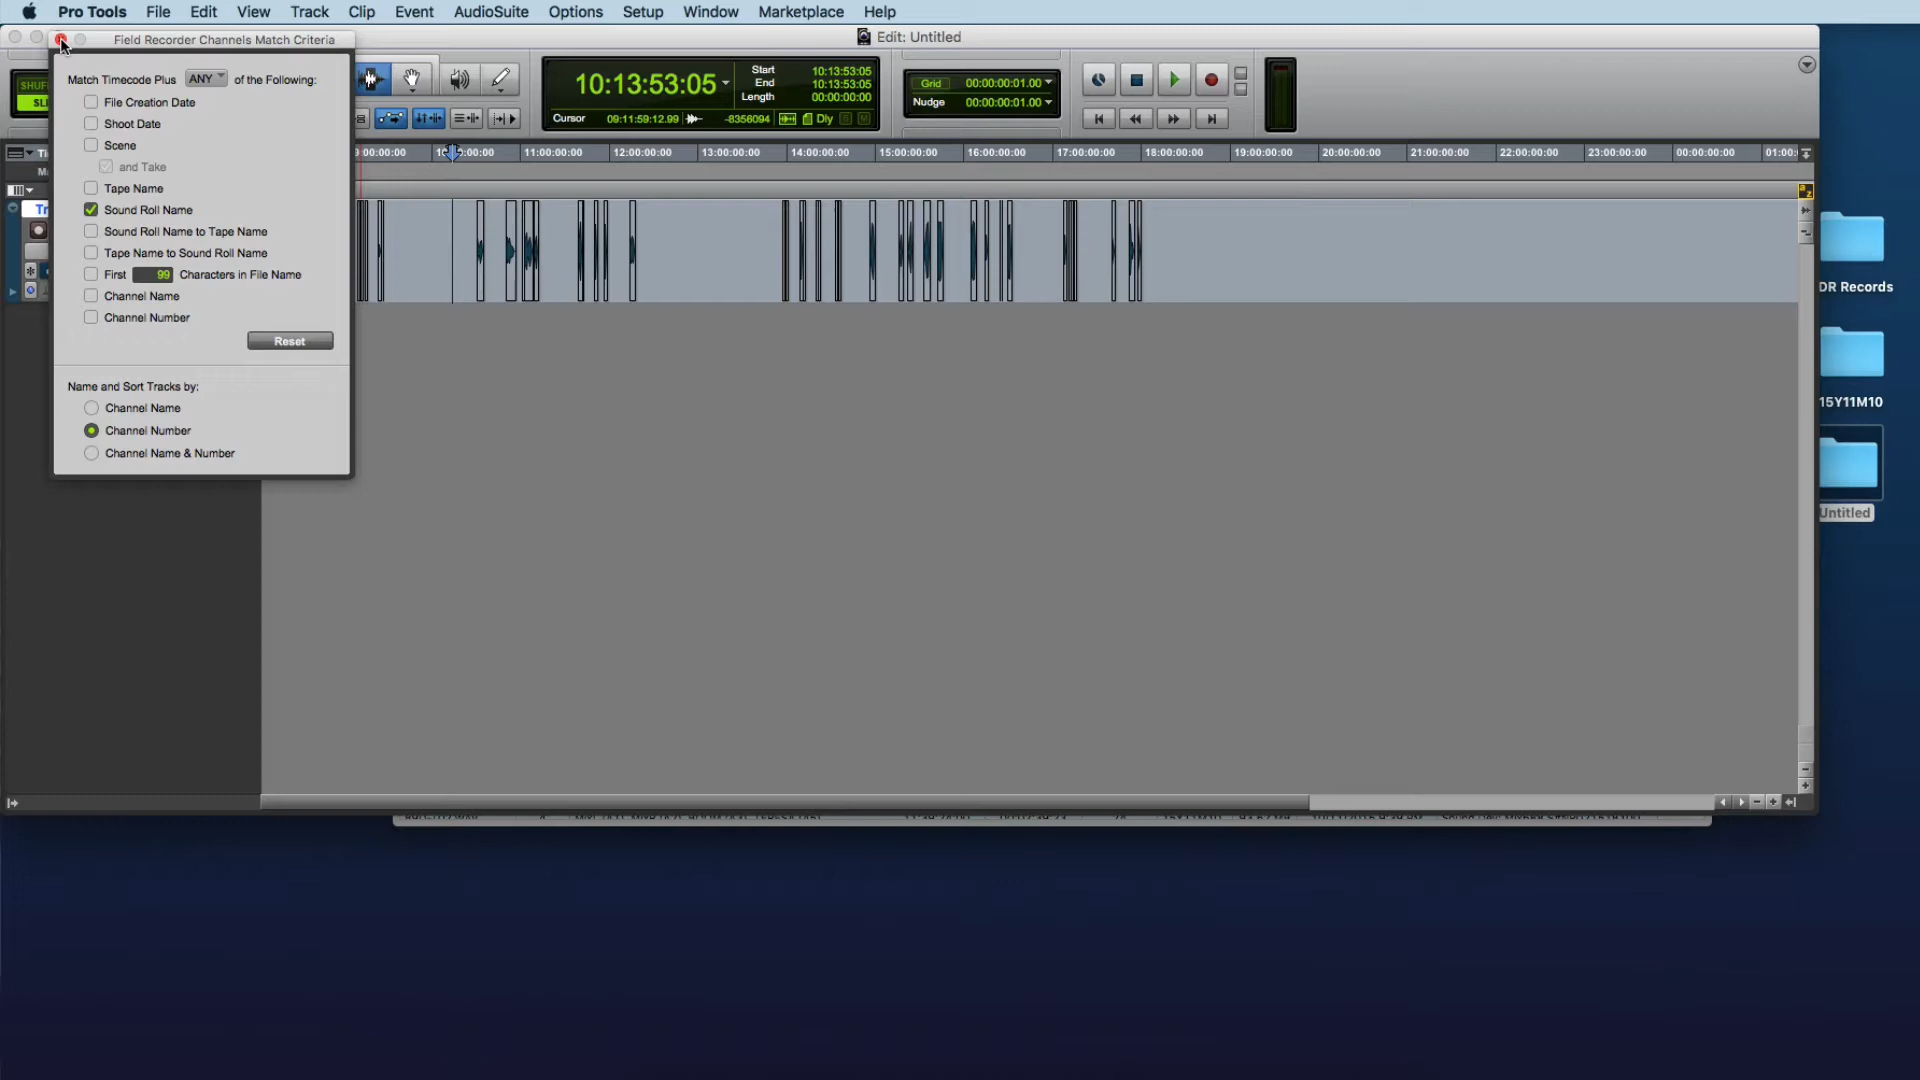 Pro Tools File Edit View Track Clip Event AudioSuite Options Setup Window Marketplace Help
Field Recorder Channels Match Criteria
Edit: Untitled
Match Timecode Plus ANY of the Following:
File Creation Date
Shoot Date
Scene
and Take
Tape Name
Sound Roll Name
Sound Roll Name to Tape Name
Tape Name to Sound Roll Name
First 99 Characters in File Name
Channel Name
Channel Number
Reset
Name and Sort Tracks by:
Channel Name
Channel Number
Channel Name & Number
10:13:53:05
Start 10:13:53:05
End 10:13:53:05
Length 00:00:00:00
Cursor 09:11:59:12.99 -8356094 Dly S M
Grid 00:00:00:01.00
Nudge 00:00:00:01.00
11:00:00:00 12:00:00:00 13:00:00:00 14:00:00:00 15:00:00:00 16:00:00:00 17:00:00:00 18:00:00:00 19:00:00:00 20:00:00:00 21:00:00:00 22:00:00:00 23:00:00:00 00:00:00:00 01:00:
DR Records
15Y11M10
Untitled